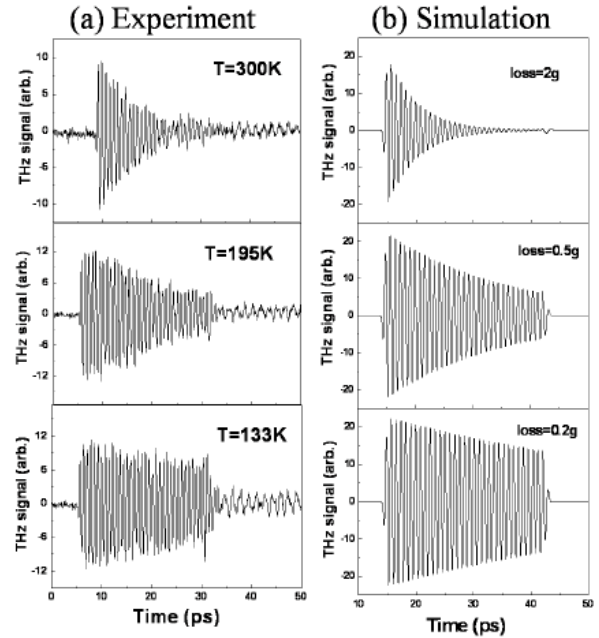 (a) Experiment
(b) Simulation
T=300K
THz signal (arb.)
10
5
0
-5
-10
loss=2g
THz signal (arb.)
20
10
0
-10
-20
T=195K
THz signal (arb.)
12
6
0
-6
-12
loss=0.5g
THz signal (arb.)
20
10
0
-10
-20
T=133K
THz signal (arb.)
12
6
0
-6
-12
0 10 20 30 40 50
Time (ps)
loss=0.2g
THz signal (arb.)
20
10
0
-10
-20
10 20 30 40 50
Time (ps)